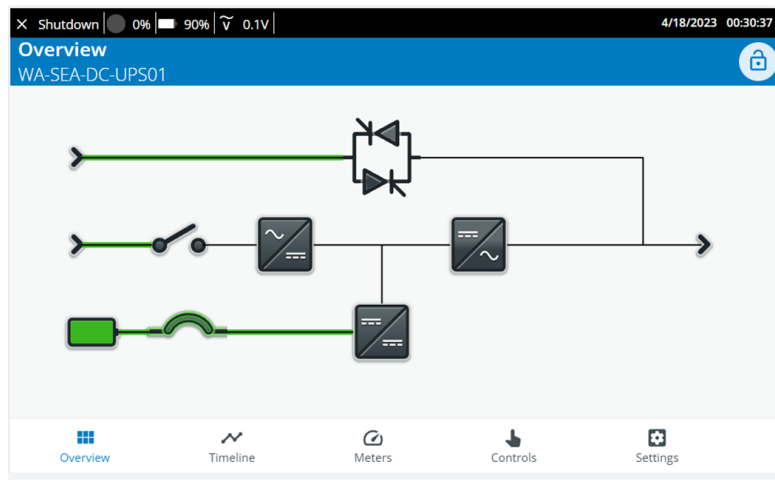 × Shutdown 0% 90% 0.1V 4/18/2023 00:30:37
Overview
WA-SEA-DC-UPS01
Overview Timeline Meters Controls Settings